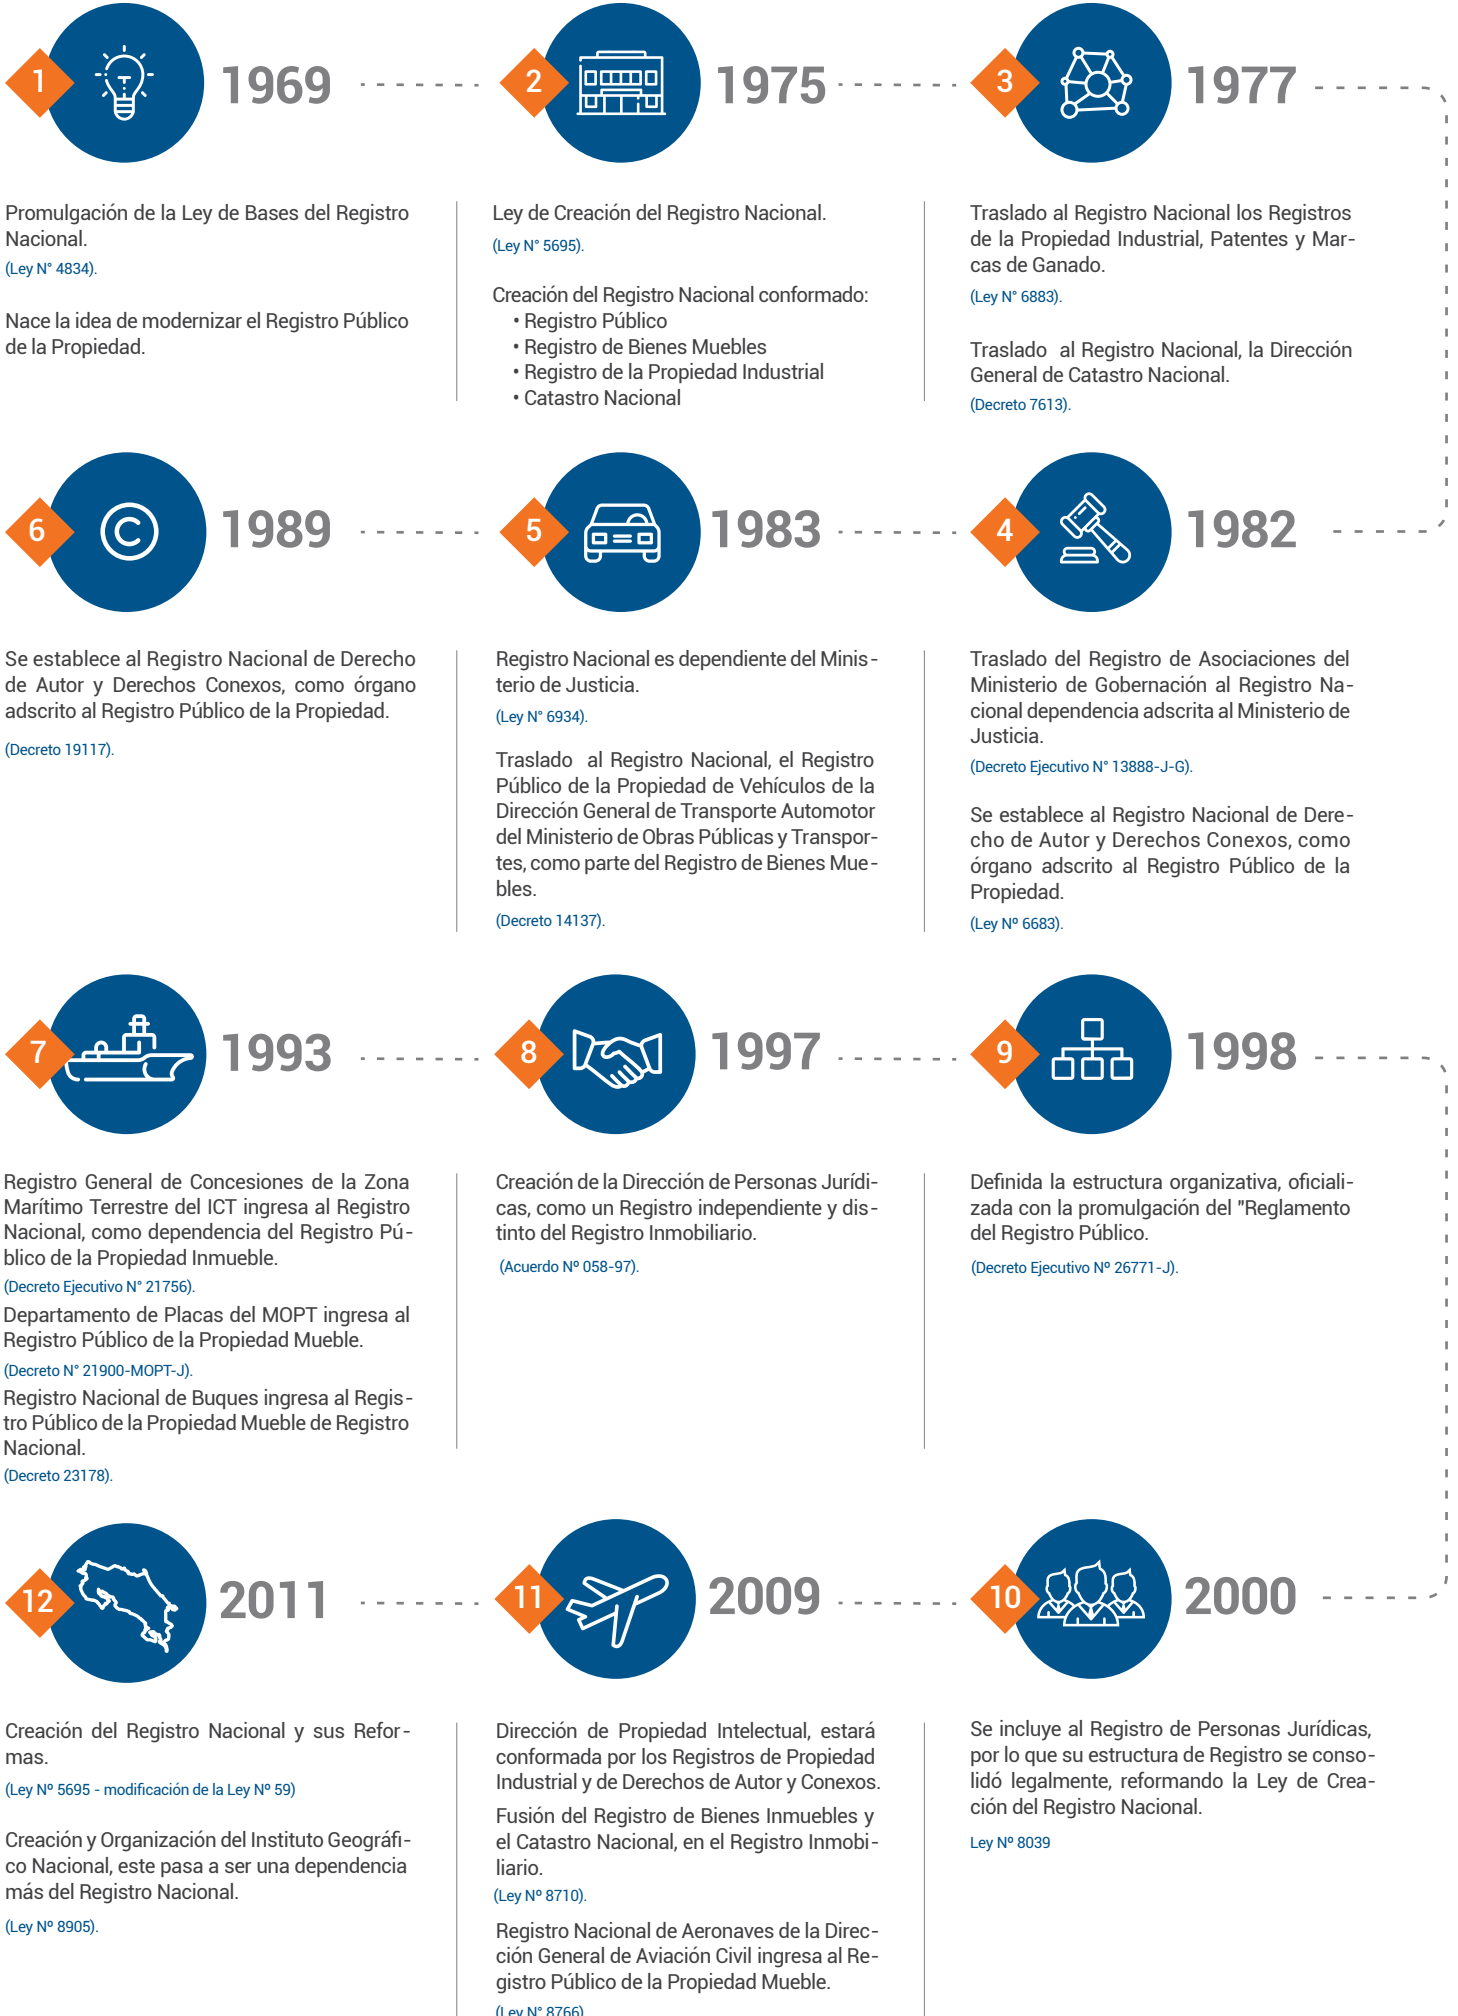 1
1969
Promulgación de la Ley de Bases del Registro
Nacional.
(Ley N° 4834).
Nace la idea de modernizar el Registro Público
de la Propiedad.
2
1975
Ley de Creación del Registro Nacional.
(Ley N° 5695).
Creación del Registro Nacional conformado:
• Registro Público
• Registro de Bienes Muebles
• Registro de la Propiedad Industrial
• Catastro Nacional
3
1977
Traslado al Registro Nacional los Registros
de la Propiedad Industrial, Patentes y Mar-
cas de Ganado.
(Ley N° 6883).
Traslado al Registro Nacional, la Dirección
General de Catastro Nacional.
(Decreto 7613).
4
1982
Traslado del Registro de Asociaciones del
Ministerio de Gobernación al Registro Na-
cional dependencia adscrita al Ministerio de
Justicia.
(Decreto Ejecutivo N° 13888-J-G).
Se establece al Registro Nacional de Dere-
cho de Autor y Derechos Conexos, como
órgano adscrito al Registro Público de la
Propiedad.
(Ley Nº 6683).
5
1983
Registro Nacional es dependiente del Minis-
terio de Justicia.
(Ley N° 6934).
Traslado al Registro Nacional, el Registro
Público de la Propiedad de Vehículos de la
Dirección General de Transporte Automotor
del Ministerio de Obras Públicas y Transpor-
tes, como parte del Registro de Bienes Mue-
bles.
(Decreto 14137).
6
1989
Se establece al Registro Nacional de Derecho
de Autor y Derechos Conexos, como órgano
adscrito al Registro Público de la Propiedad.
(Decreto 19117).
7
1993
Registro General de Concesiones de la Zona
Marítimo Terrestre del ICT ingresa al Registro
Nacional, como dependencia del Registro Pú-
blico de la Propiedad Inmueble.
(Decreto Ejecutivo N° 21756).
Departamento de Placas del MOPT ingresa al
Registro Público de la Propiedad Mueble.
(Decreto N° 21900-MOPT-J).
Registro Nacional de Buques ingresa al Regis-
tro Público de la Propiedad Mueble de Registro
Nacional.
(Decreto 23178).
8
1997
Creación de la Dirección de Personas Jurídi-
cas, como un Registro independiente y dis-
tinto del Registro Inmobiliario.
(Acuerdo Nº 058-97).
9
1998
Definida la estructura organizativa, oficiali-
zada con la promulgación del "Reglamento
del Registro Público.
(Decreto Ejecutivo Nº 26771-J).
10
2000
Se incluye al Registro de Personas Jurídicas,
por lo que su estructura de Registro se conso-
lidó legalmente, reformando la Ley de Crea-
ción del Registro Nacional.
Ley Nº 8039
11
2009
Dirección de Propiedad Intelectual, estará
conformada por los Registros de Propiedad
Industrial y de Derechos de Autor y Conexos.
Fusión del Registro de Bienes Inmuebles y
el Catastro Nacional, en el Registro Inmobi-
liario.
(Ley Nº 8710).
Registro Nacional de Aeronaves de la Direc-
ción General de Aviación Civil ingresa al Re-
gistro Público de la Propiedad Mueble.
(Ley N° 8766)
12
2011
Creación del Registro Nacional y sus Refor-
mas.
(Ley Nº 5695 - modificación de la Ley Nº 59)
Creación y Organización del Instituto Geográfi-
co Nacional, este pasa a ser una dependencia
más del Registro Nacional.
(Ley Nº 8905).